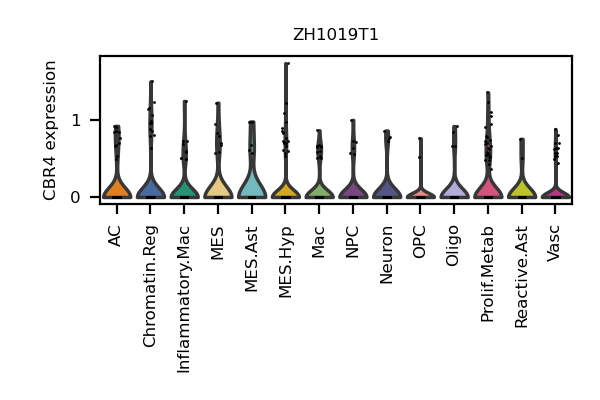 ZH1019T1
CBR4 expression
1
0
AC
Chromatin.Reg
Inflammatory.Mac
MES
MES.Ast
MES.Hyp
Mac
NPC
Neuron
OPC
Oligo
Prolif.Metab
Reactive.Ast
Vasc